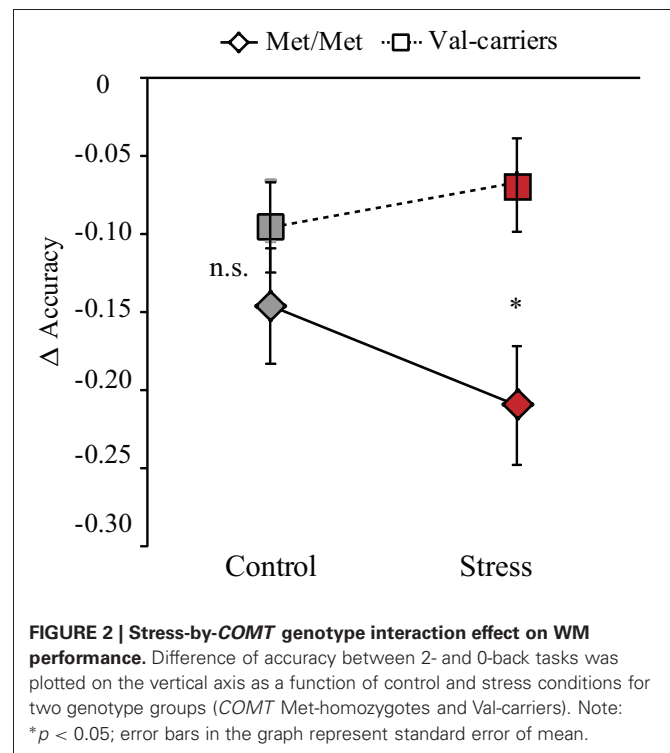 Met/Met Val-carriers
0
-0.05
-0.10
n.s.
-0.15
*
-0.20
-0.25
-0.30
Δ Accuracy
Control Stress
FIGURE 2 | Stress-by-COMT genotype interaction effect on WM
performance. Difference of accuracy between 2- and 0-back tasks was
plotted on the vertical axis as a function of control and stress conditions for
two genotype groups (COMT Met-homozygotes and Val-carriers). Note:
*p < 0.05; error bars in the graph represent standard error of mean.